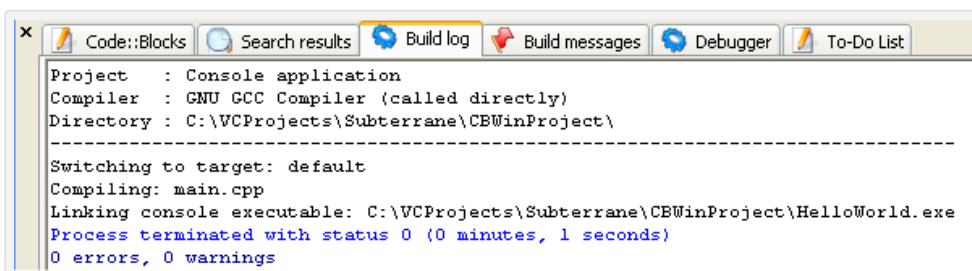 Code::Blocks Search results Build log Build messages Debugger To-Do List
Project   : Console application
Compiler  : GNU GCC Compiler (called directly)
Directory : C:\VCProjects\Subterrane\CBWinProject\
--------------------------------------------------------------------------------
Switching to target: default
Compiling: main.cpp
Linking console executable: C:\VCProjects\Subterrane\CBWinProject\HelloWorld.exe
Process terminated with status 0 (0 minutes, 1 seconds)
0 errors, 0 warnings